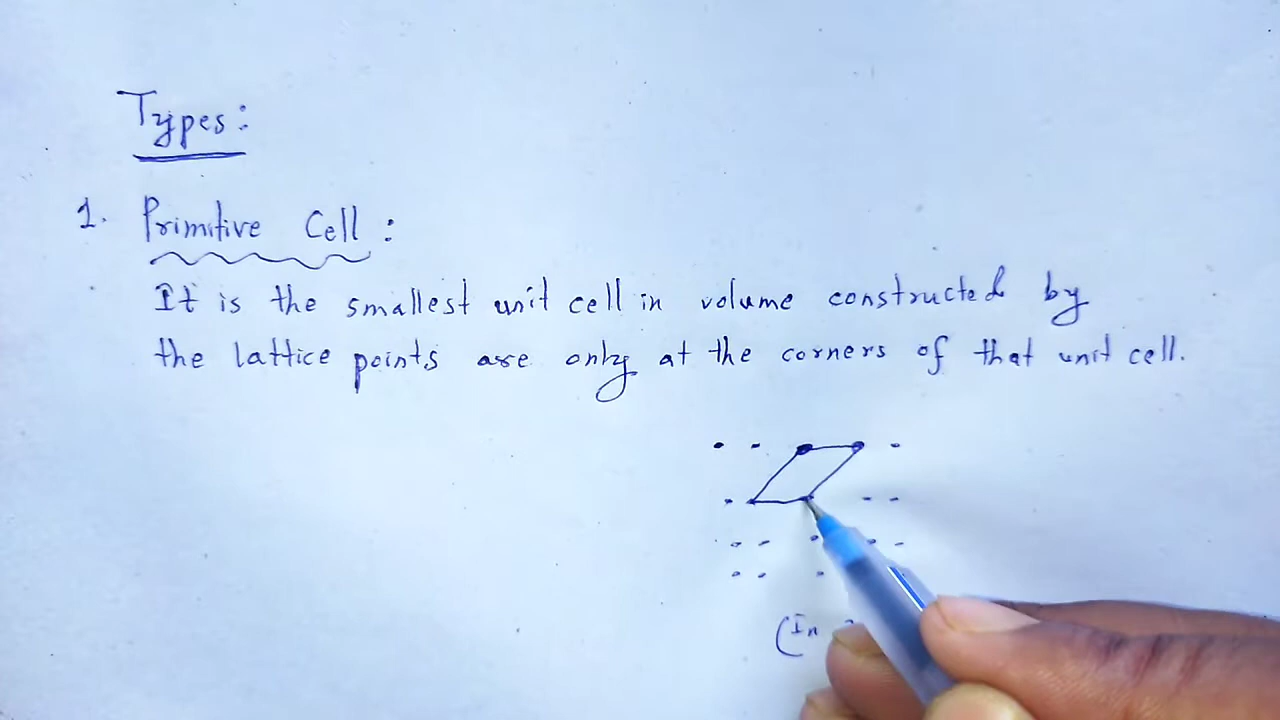 Types:
1. Primitive Cell:
It is the smallest unit cell in volume constructed by
the lattice points are only at the corners of that unit cell.
(In